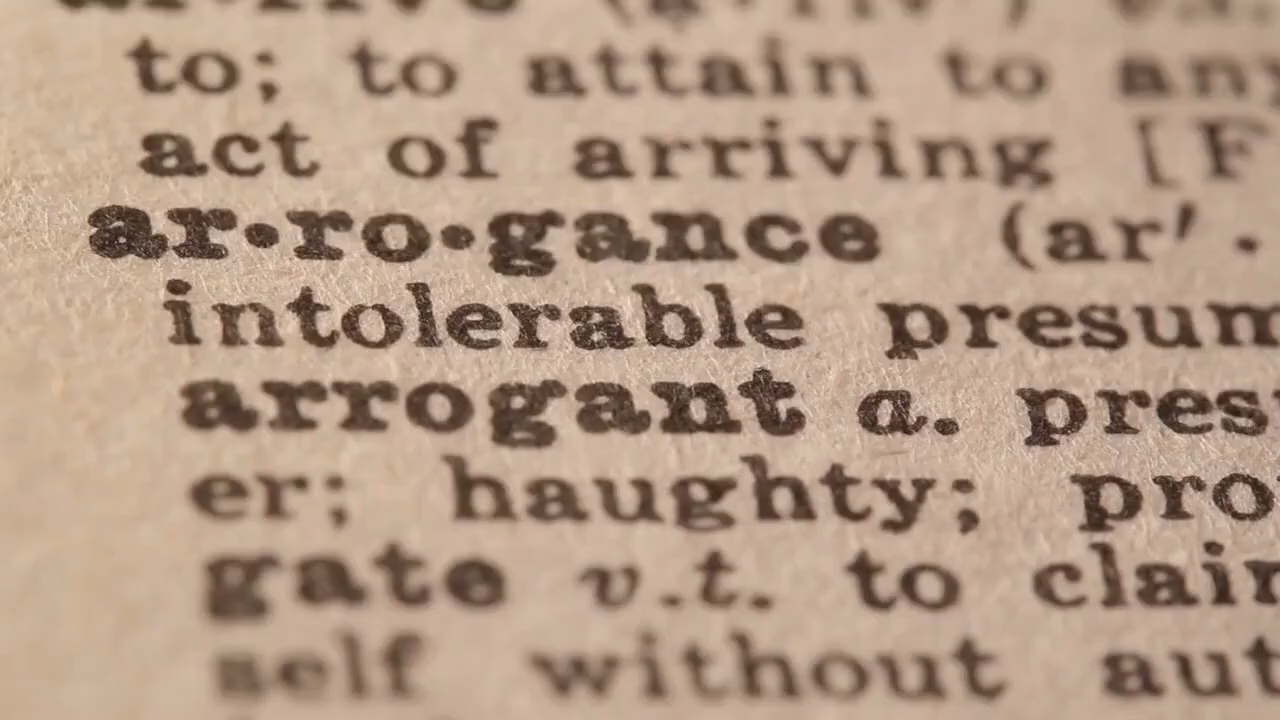 to; to attain to any
act of arriving [F
ar•ro•gance (ar′•
intolerable presum
arrogant a. pres
er; haughty; pro
gate v.t. to clai
self without aut